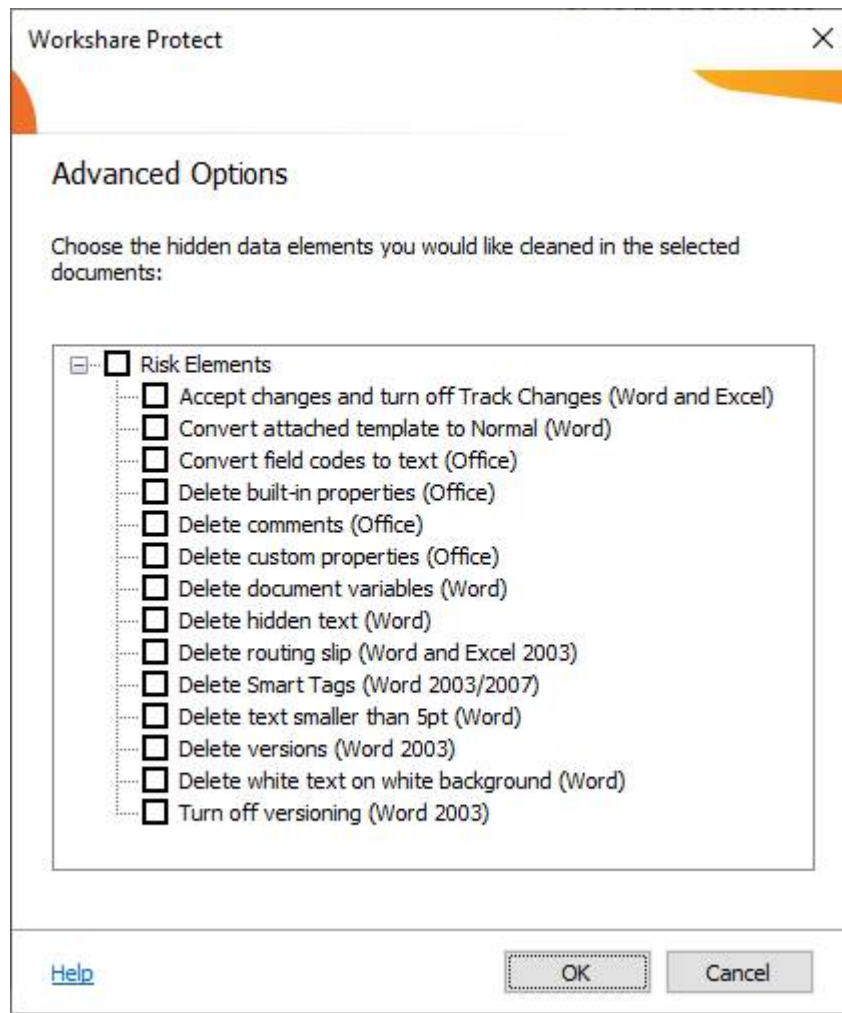 Workshare Protect
Advanced Options
Choose the hidden data elements you would like cleaned in the selected
documents:
Risk Elements
Accept changes and turn off Track Changes (Word and Excel)
Convert attached template to Normal (Word)
Convert field codes to text (Office)
Delete built-in properties (Office)
Delete comments (Office)
Delete custom properties (Office)
Delete document variables (Word)
Delete hidden text (Word)
Delete routing slip (Word and Excel 2003)
Delete Smart Tags (Word 2003/2007)
Delete text smaller than 5pt (Word)
Delete versions (Word 2003)
Delete white text on white background (Word)
Turn off versioning (Word 2003)
Help OK Cancel